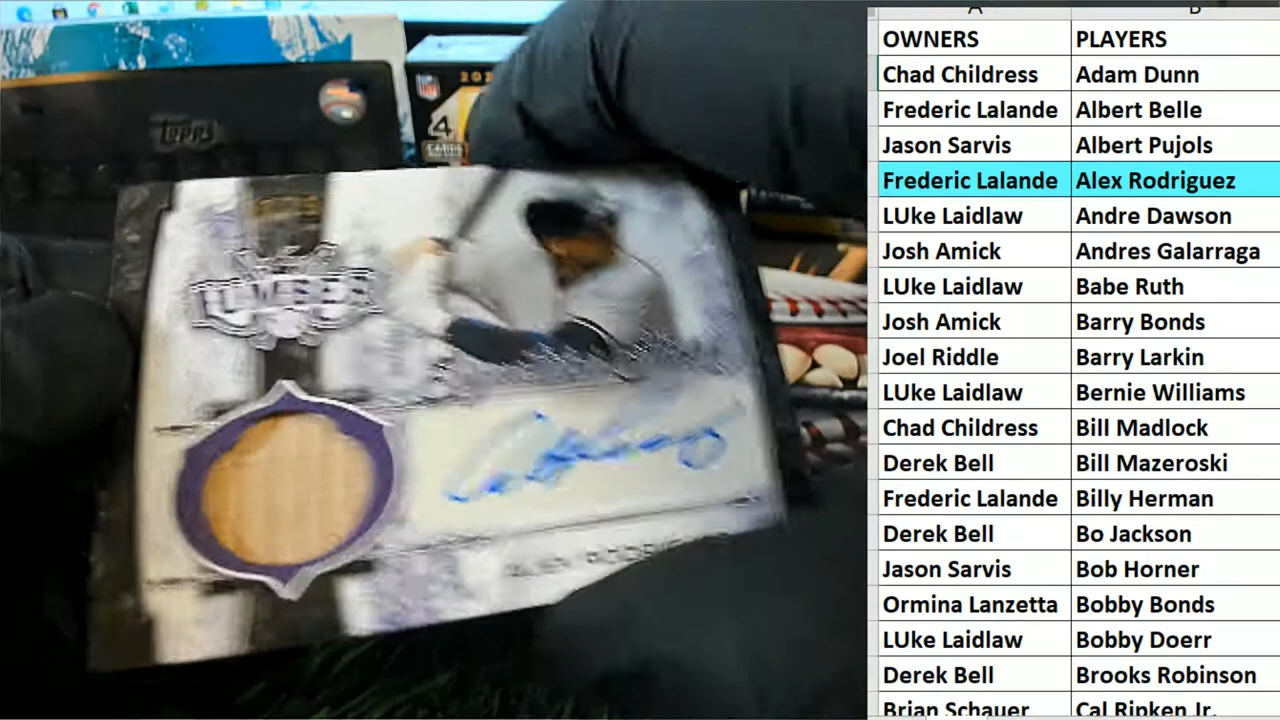 OWNERS PLAYERS
Chad Childress Adam Dunn
Frederic Lalande Albert Belle
Jason Sarvis Albert Pujols
Frederic Lalande Alex Rodriguez
LUke Laidlaw Andre Dawson
Josh Amick Andres Galarraga
LUke Laidlaw Babe Ruth
Josh Amick Barry Bonds
Joel Riddle Barry Larkin
LUke Laidlaw Bernie Williams
Chad Childress Bill Madlock
Derek Bell Bill Mazeroski
Frederic Lalande Billy Herman
Derek Bell Bo Jackson
Jason Sarvis Bob Horner
Ormina Lanzetta Bobby Bonds
LUke Laidlaw Bobby Doerr
Derek Bell Brooks Robinson
Brian Schauer Cal Ripken Jr.
topps
NFL
4
CARDS
LUMBER